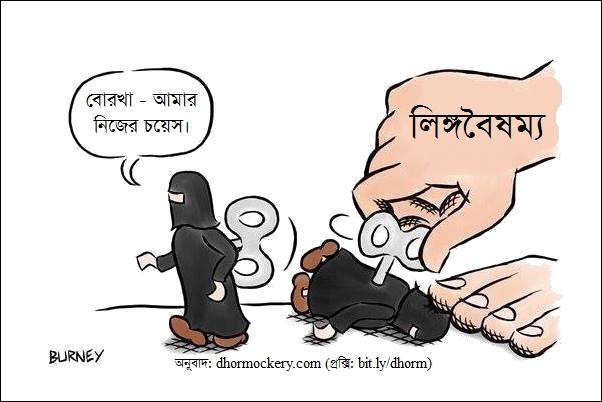 বোরখা - আমার
নিজের চয়েস।
লিঙ্গবৈষম্য
BURNEY
অনুবাদ: dhormockery.com (প্রক্সি: bit.ly/dhorm)